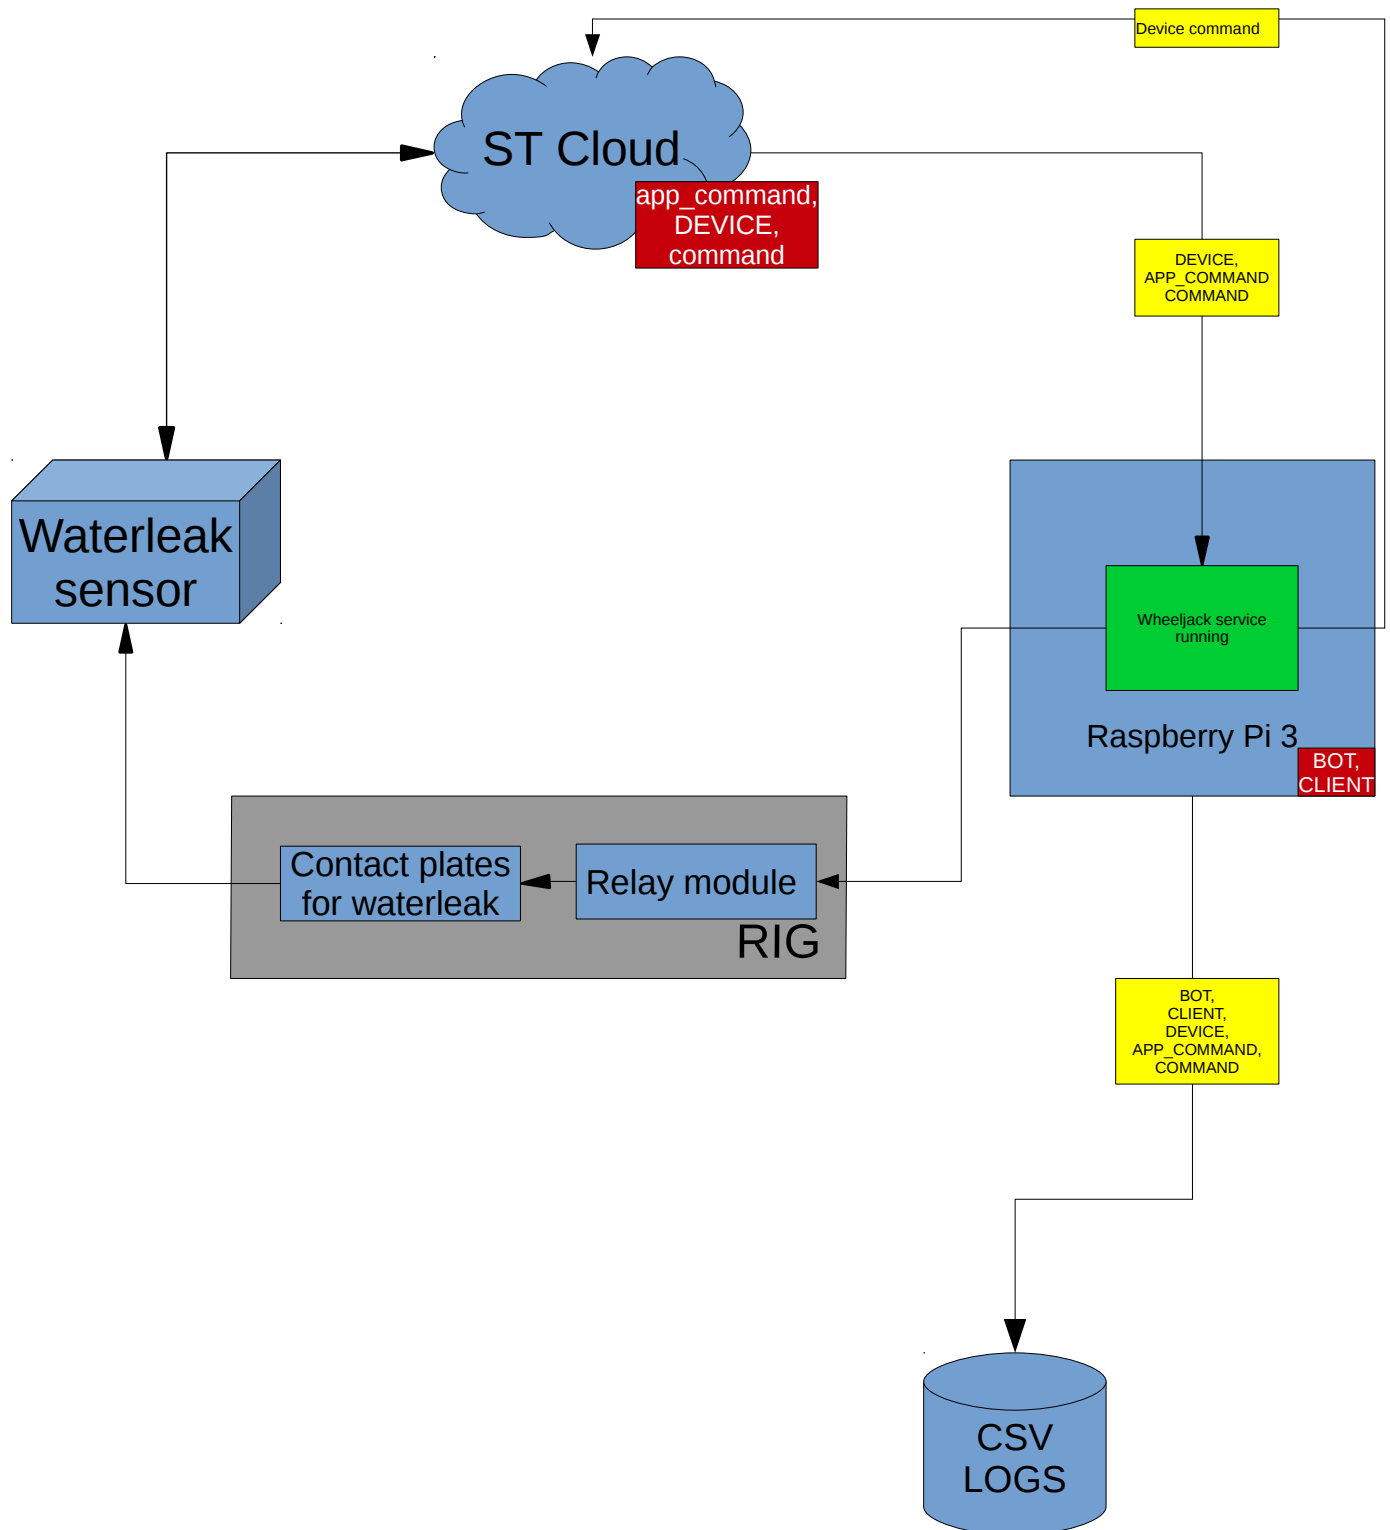 Device command
ST Cloud
app_command,
DEVICE,
command
DEVICE,
APP_COMMAND
COMMAND
Waterleak
sensor
Wheeljack service
running
Raspberry Pi 3
BOT,
CLIENT
Contact plates
for waterleak
Relay module
RIG
BOT,
CLIENT,
DEVICE,
APP_COMMAND,
COMMAND
CSV
LOGS